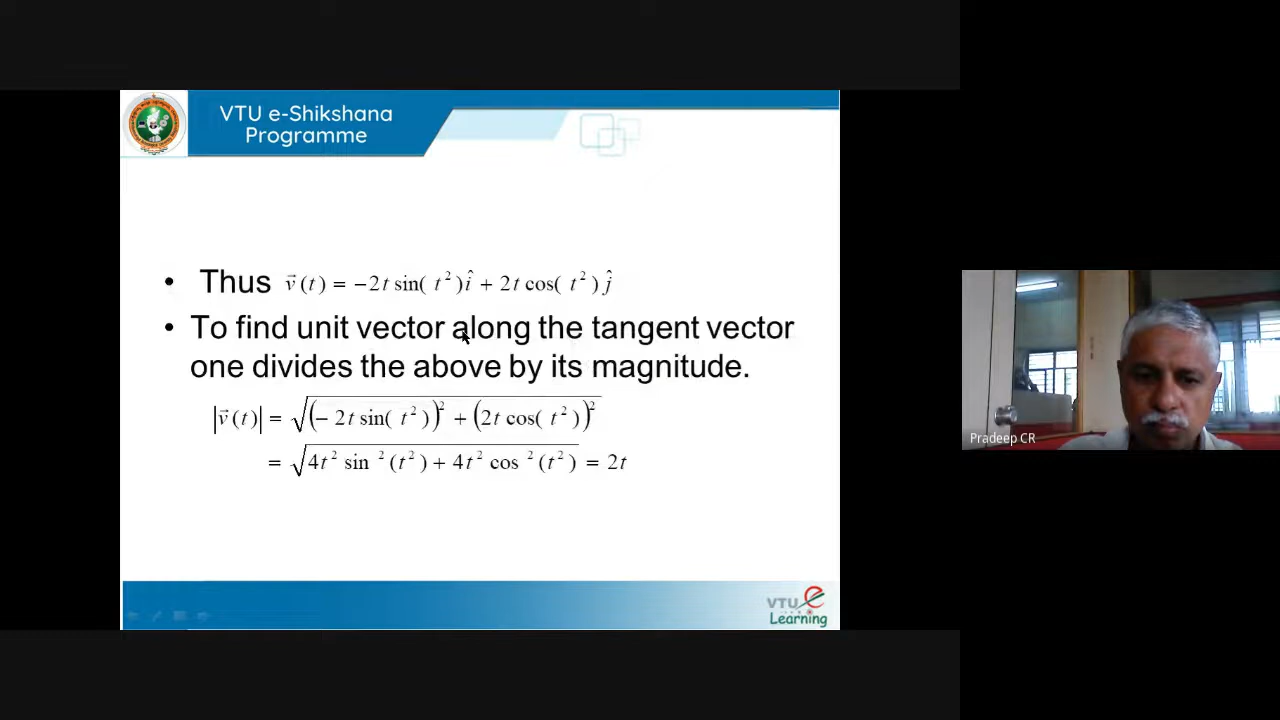 VTU e-Shikshana
Programme
• Thus v⃗(t) = −2t sin(t²)î + 2t cos(t²)ĵ
• To find unit vector along the tangent vector
one divides the above by its magnitude.
|v⃗(t)| = √((−2t sin(t²))² + (2t cos(t²))²)
= √(4t² sin²(t²) + 4t² cos²(t²)) = 2t
Pradeep CR
VTU e
Learning